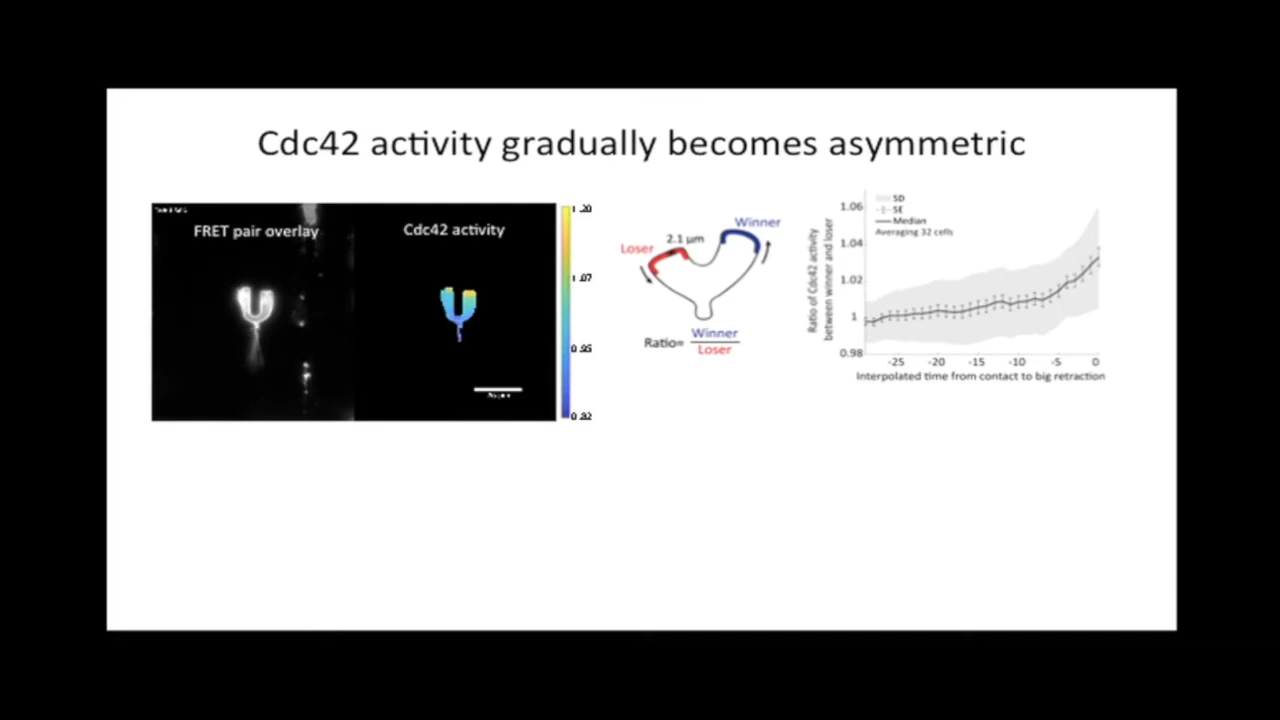 Cdc42 activity gradually becomes asymmetric
FRET pair overlay
Cdc42 activity
1.20
1.07
0.95
0.82
Winner
Loser
2.1 µm
Ratio= Winner
Loser
Ratio of Cdc42 activity
between winner and loser
1.06
1.04
1.02
1
0.98
SD
SE
Median
Averaging 32 cells
-25 -20 -15 -10 -5 0
Interpolated time from contact to big retraction